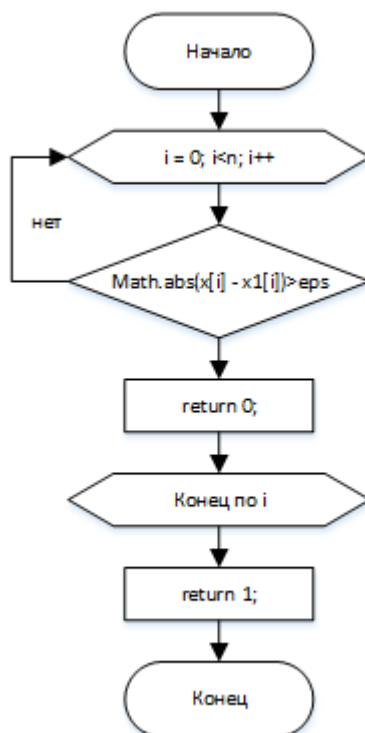 Начало
i = 0; i<n; i++
нет
Math.abs(x[i] - x1[i])>eps
return 0;
Конец по i
return 1;
Конец